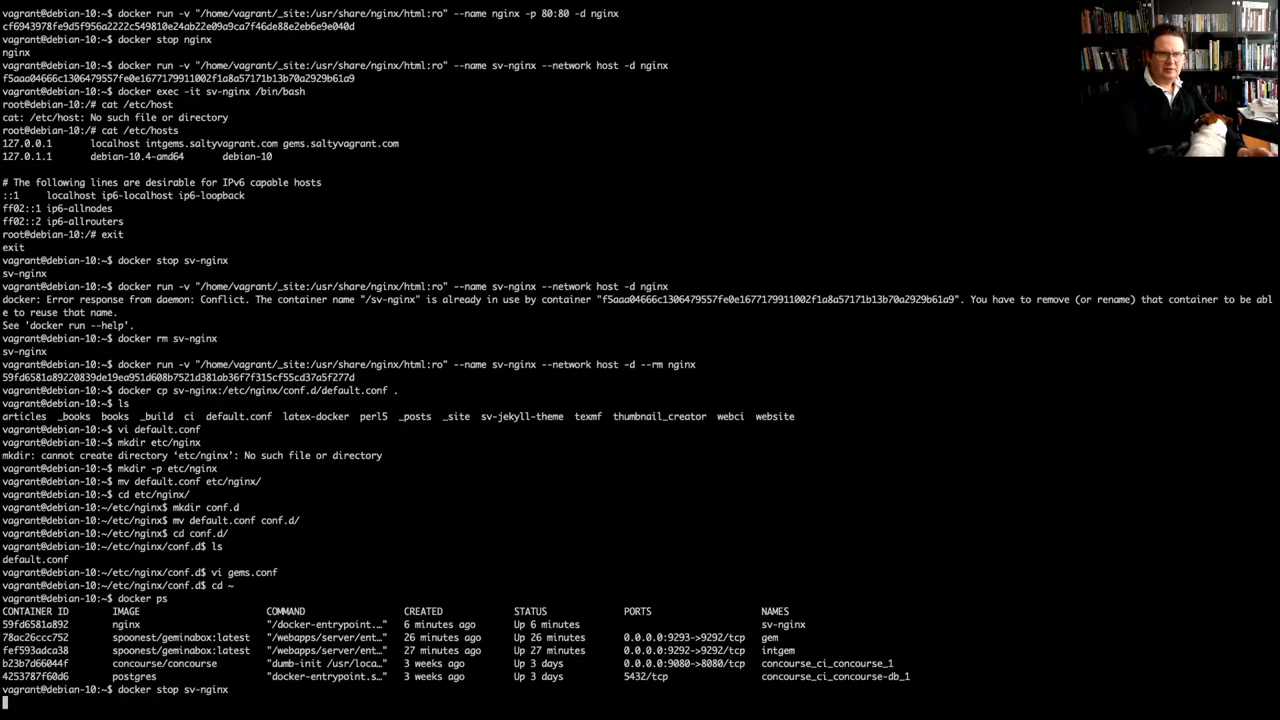 vagrant@debian-10:~$ docker run -v "/home/vagrant/_site:/usr/share/nginx/html:ro" --name nginx -p 80:80 -d nginx
cf6943978fe9d5f956a2222c549810e24ab22e09a9ca7f46de88e2eb6e9e040d
vagrant@debian-10:~$ docker stop nginx
nginx
vagrant@debian-10:~$ docker run -v "/home/vagrant/_site:/usr/share/nginx/html:ro" --name sv-nginx --network host -d nginx
f5aaa04666c1306479557fe0e1677179911002f1a8a57171b13b70a2929b61a9
vagrant@debian-10:~$ docker exec -it sv-nginx /bin/bash
root@debian-10:/# cat /etc/host
cat: /etc/host: No such file or directory
root@debian-10:/# cat /etc/hosts
127.0.0.1 localhost intgems.saltyvagrant.com gems.saltyvagrant.com
127.0.1.1 debian-10.4-amd64 debian-10
# The following lines are desirable for IPv6 capable hosts
::1 localhost ip6-localhost ip6-loopback
ff02::1 ip6-allnodes
ff02::2 ip6-allrouters
root@debian-10:/# exit
exit
vagrant@debian-10:~$ docker stop sv-nginx
sv-nginx
vagrant@debian-10:~$ docker run -v "/home/vagrant/_site:/usr/share/nginx/html:ro" --name sv-nginx --network host -d nginx
docker: Error response from daemon: Conflict. The container name "/sv-nginx" is already in use by container "f5aaa04666c1306479557fe0e1677179911002f1a8a57171b13b70a2929b61a9". You have to remove (or rename) that container to be abl
e to reuse that name.
See 'docker run --help'.
vagrant@debian-10:~$ docker rm sv-nginx
sv-nginx
vagrant@debian-10:~$ docker run -v "/home/vagrant/_site:/usr/share/nginx/html:ro" --name sv-nginx --network host -d --rm nginx
59fd6581a89220839de19ea951d608b7521d381ab36f7f315cf55cd37a5f277d
vagrant@debian-10:~$ docker cp sv-nginx:/etc/nginx/conf.d/default.conf .
vagrant@debian-10:~$ ls
articles _books books _build ci default.conf latex-docker perl5 _posts _site sv-jekyll-theme texmf thumbnail_creator webci website
vagrant@debian-10:~$ vi default.conf
vagrant@debian-10:~$ mkdir etc/nginx
mkdir: cannot create directory ‘etc/nginx’: No such file or directory
vagrant@debian-10:~$ mkdir -p etc/nginx
vagrant@debian-10:~$ mv default.conf etc/nginx/
vagrant@debian-10:~$ cd etc/nginx/
vagrant@debian-10:~/etc/nginx$ mkdir conf.d
vagrant@debian-10:~/etc/nginx$ mv default.conf conf.d/
vagrant@debian-10:~/etc/nginx$ cd conf.d/
vagrant@debian-10:~/etc/nginx/conf.d$ ls
default.conf
vagrant@debian-10:~/etc/nginx/conf.d$ vi gems.conf
vagrant@debian-10:~/etc/nginx/conf.d$ cd ~
vagrant@debian-10:~$ docker ps
CONTAINER ID IMAGE COMMAND CREATED STATUS PORTS NAMES
59fd6581a892 nginx "/docker-entrypoint.…" 6 minutes ago Up 6 minutes sv-nginx
78ac26ccc752 spoonest/geminabox:latest "/webapps/server/ent…" 26 minutes ago Up 26 minutes 0.0.0.0:9293->9292/tcp gem
fef593adca38 spoonest/geminabox:latest "/webapps/server/ent…" 27 minutes ago Up 27 minutes 0.0.0.0:9292->9292/tcp intgem
b23b7d66044f concourse/concourse "dumb-init /usr/loca…" 3 weeks ago Up 3 days 0.0.0.0:9080->8080/tcp concourse_ci_concourse_1
4253787f60d6 postgres "docker-entrypoint.s…" 3 weeks ago Up 3 days 5432/tcp concourse_ci_concourse-db_1
vagrant@debian-10:~$ docker stop sv-nginx